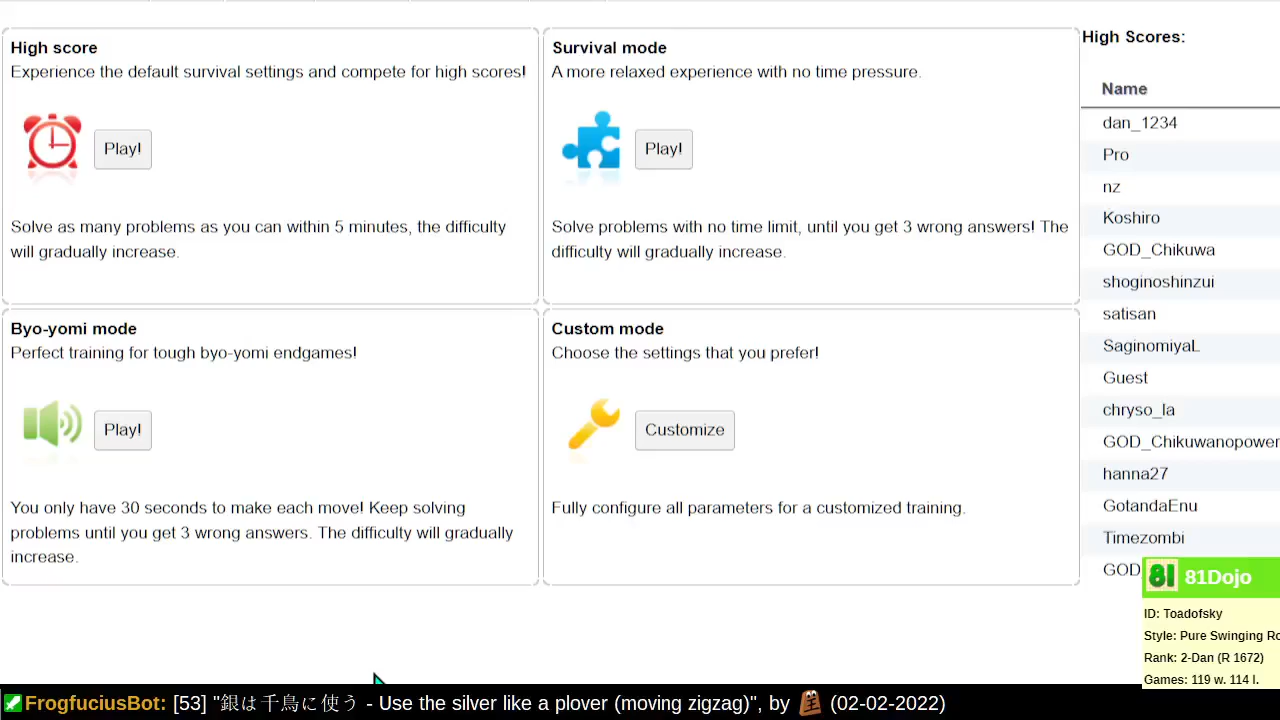 High score
Experience the default survival settings and compete for high scores!
Play!
Solve as many problems as you can within 5 minutes, the difficulty
will gradually increase.
Survival mode
A more relaxed experience with no time pressure.
Play!
Solve problems with no time limit, until you get 3 wrong answers! The
difficulty will gradually increase.
Byo-yomi mode
Perfect training for tough byo-yomi endgames!
Play!
You only have 30 seconds to make each move! Keep solving
problems until you get 3 wrong answers. The difficulty will gradually
increase.
Custom mode
Choose the settings that you prefer!
Customize
Fully configure all parameters for a customized training.
High Scores:
Name
dan_1234
Pro
nz
Koshiro
GOD_Chikuwa
shoginoshinzui
satisan
SaginomiyaL
Guest
chryso_la
GOD_Chikuwanopower
hanna27
GotandaEnu
Timezombi
GOD
81 81Dojo
ID: Toadofsky
Style: Pure Swinging
Rank: 2-Dan (R 1672)
Games: 119 w. 114 l.
FrogfuciusBot: [53] "銀は千鳥に使う - Use the silver like a plover (moving zigzag)", by (02-02-2022)